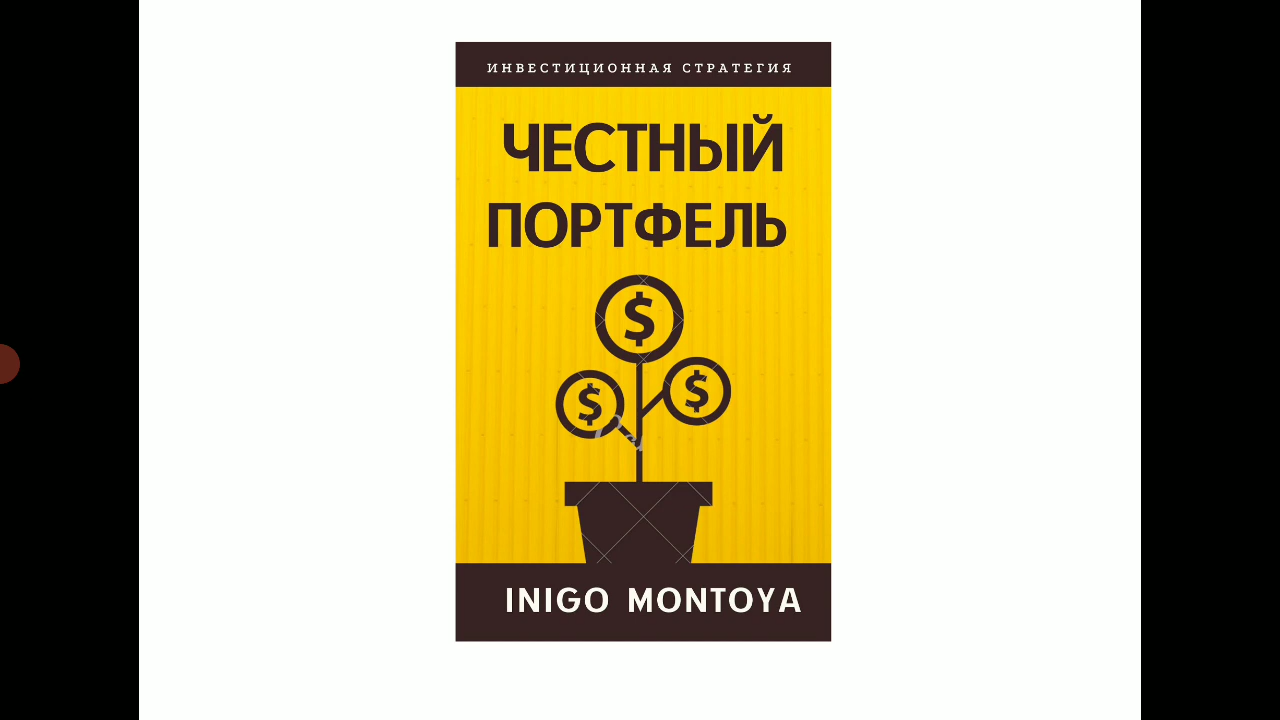 ИНВЕСТИЦИОННАЯ СТРАТЕГИЯ
ЧЕСТНЫЙ
ПОРТФЕЛЬ
$
$
$
INIGO MONTOYA